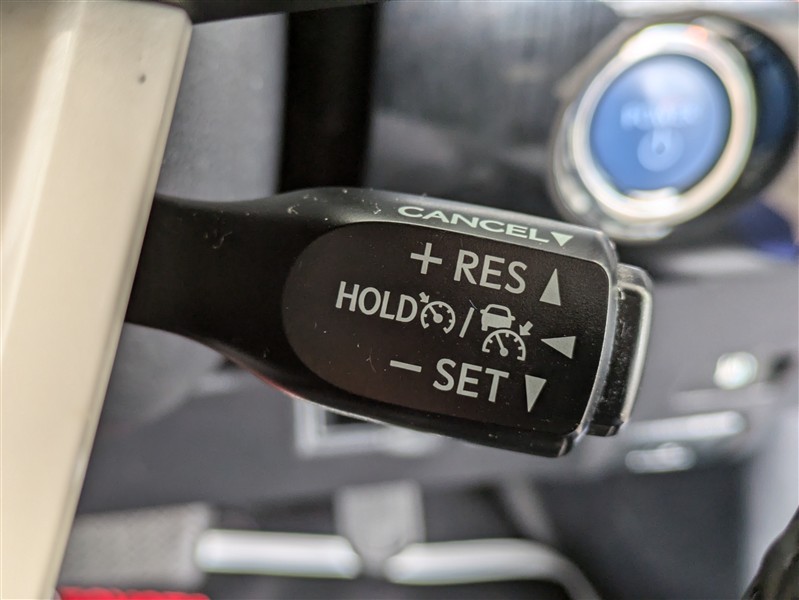 CANCEL▼
+ RES ▲
HOLD / ◀
− SET ▼